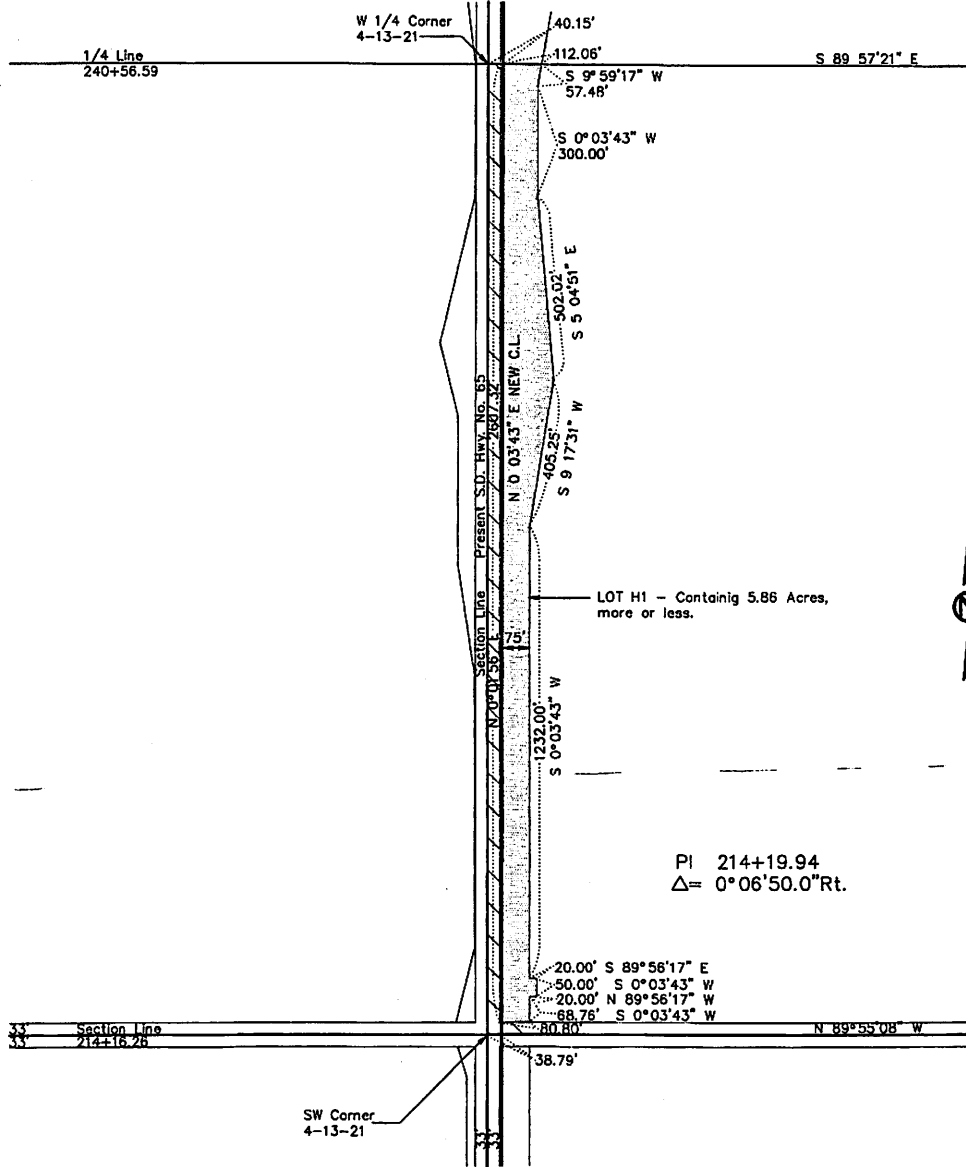 W 1/4 Corner
4-13-21
40.15'
112.06'
1/4 Line
240+56.59
S 89 57'21" E
S 9°59'17" W
57.48'
S 0°03'43" W
300.00'
502.02'
S 5 04'51" E
Section Line
Present S.D. Hwy. No. 65
N 0°01'56" E
N 0 03'43" E NEW C.L.
405.25'
S 9 17'31" W
LOT H1 – Containig 5.86 Acres,
more or less.
N
75'
1232.00'
S 0°03'43" W
PI 214+19.94
Δ= 0°06'50.0"Rt.
20.00' S 89°56'17" E
50.00' S 0°03'43" W
20.00' N 89°56'17" W
68.76' S 0°03'43" W
33'
33'
Section Line
214+16.26
80.80'
N 89°55'08" W
38.79'
SW Corner
4-13-21
33'
33'